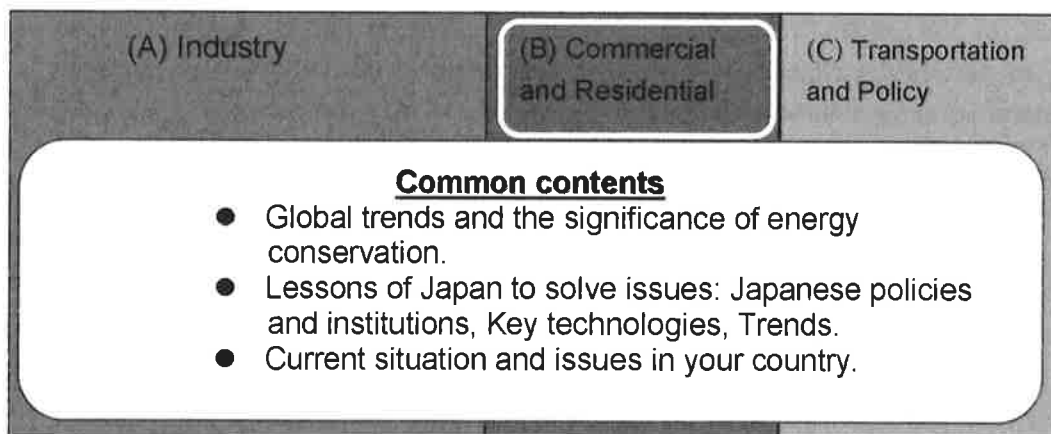 (A) Industry
(B) Commercial
and Residential
(C) Transportation
and Policy
Common contents
● Global trends and the significance of energy
conservation.
● Lessons of Japan to solve issues: Japanese policies
and institutions, Key technologies, Trends.
● Current situation and issues in your country.